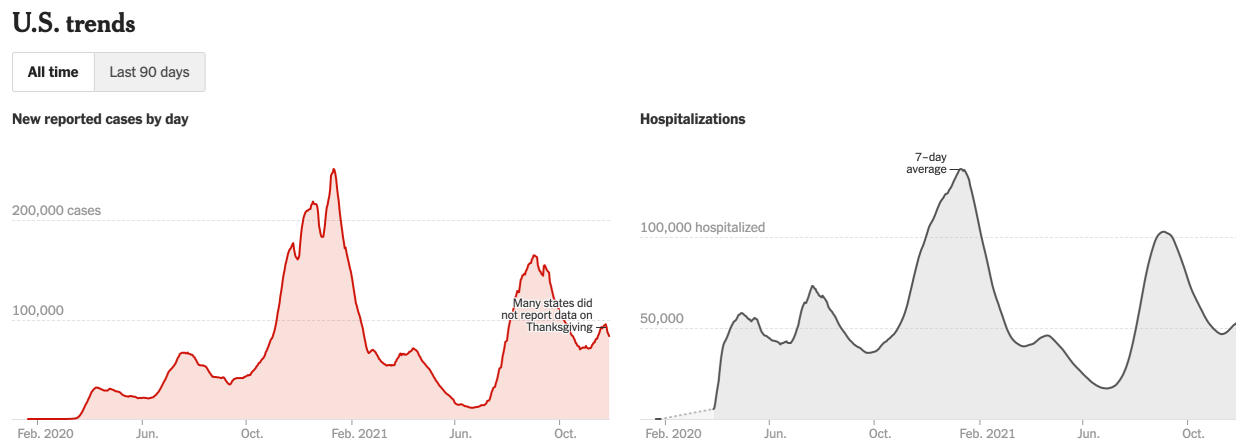 U.S. trends
All time
Last 90 days
New reported cases by day
200,000 cases
100,000
Many states did
not report data on
Thanksgiving
Feb. 2020
Jun.
Oct.
Feb. 2021
Jun.
Oct.
Hospitalizations
7–day
average
100,000 hospitalized
50,000
Feb. 2020
Jun.
Oct.
Feb. 2021
Jun.
Oct.